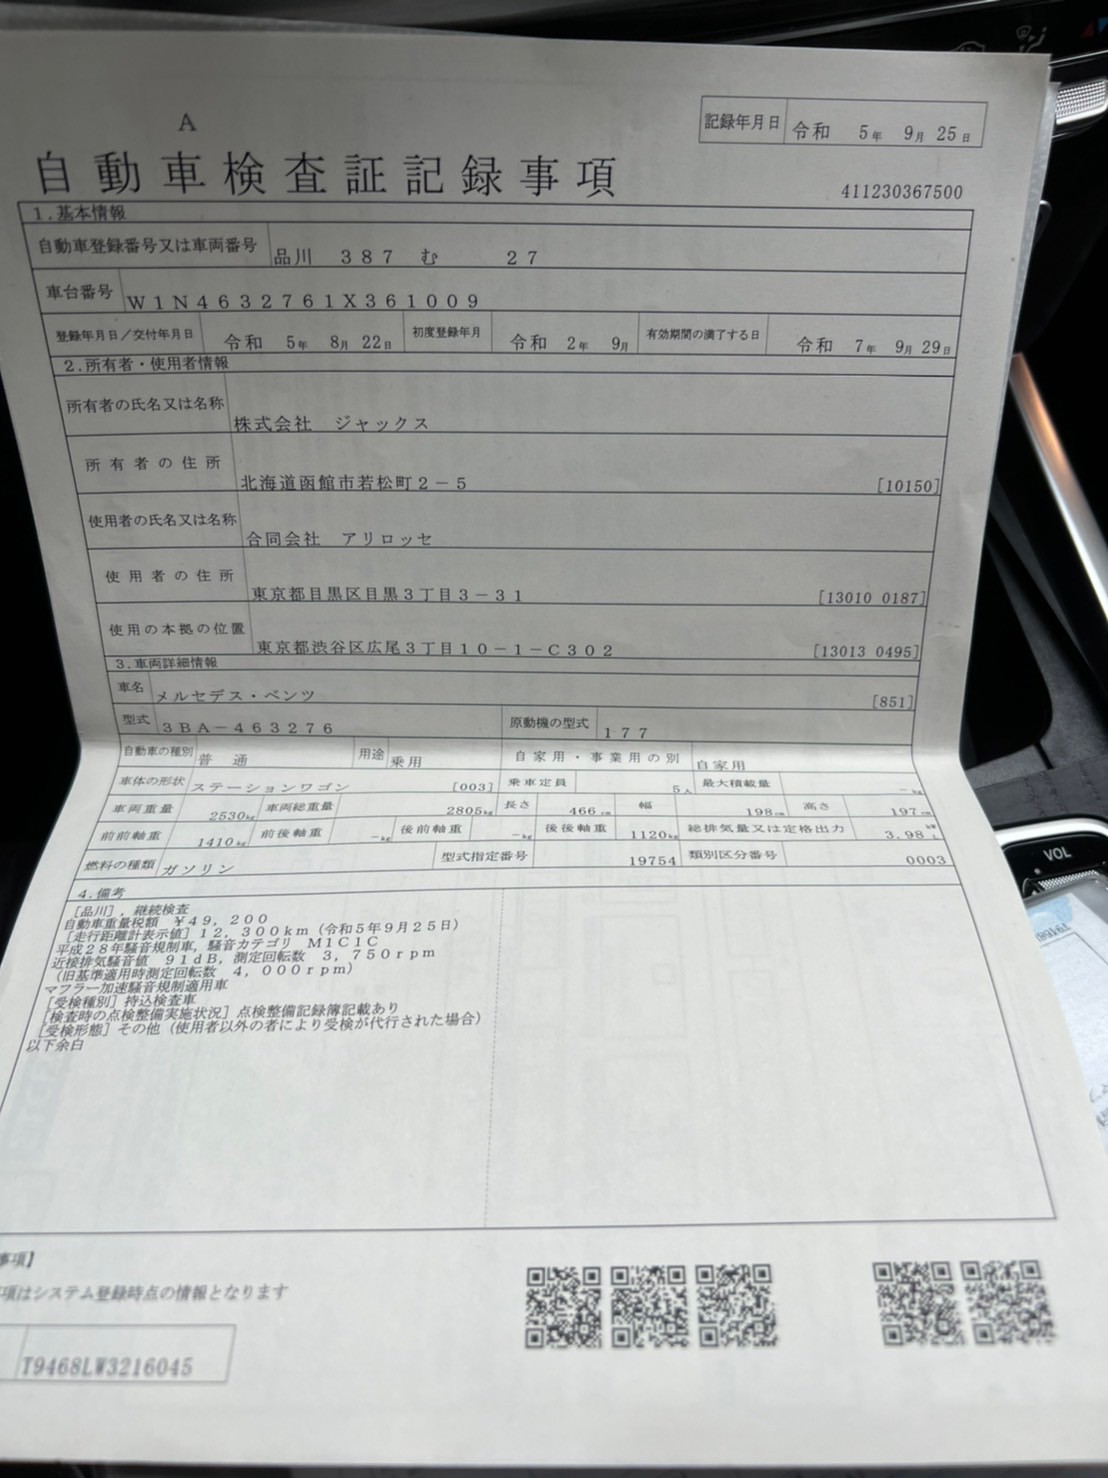 A
記録年月日 令和 5年 9月 25日
自動車検査証記録事項
411230367500
1.基本情報
自動車登録番号又は車両番号 品川 387 む 27
車台番号 W1N4632761X361009
登録年月日/交付年月日 令和 5年 8月 22日 初度登録年月 令和 2年 9月 有効期間の満了する日 令和 7年 9月 29日
2.所有者・使用者情報
所有者の氏名又は名称 株式会社 ジャックス
所有者の住所 北海道函館市若松町2-5 [10150]
使用者の氏名又は名称 合同会社 アリロッセ
使用者の住所 東京都目黒区目黒3丁目3-31 [13010 0187]
使用の本拠の位置 東京都渋谷区広尾3丁目10-1-C302 [13013 0495]
3.車両詳細情報
車名 メルセデス・ベンツ [851]
型式 3BA-463276 原動機の型式 177
自動車の種別 普通 用途 乗用 自家用・事業用の別 自家用
車体の形状 ステーションワゴン [003] 乗車定員 5人 最大積載量 -kg
車両重量 2530kg 車両総重量 2805kg 長さ 466cm 幅 198cm 高さ 197cm
前前軸重 1410kg 前後軸重 -kg 後前軸重 -kg 後後軸重 1120kg 総排気量又は定格出力 3.98 kW L
燃料の種類 ガソリン 型式指定番号 19754 類別区分番号 0003
4.備考
[品川],継続検査
自動車重量税額 ¥49,200
[走行距離計表示値]12,300km(令和5年9月25日)
平成28年騒音規制車,騒音カテゴリ M1C1C
近接排気騒音値 91dB,測定回転数 3,750rpm
(旧基準適用時測定回転数 4,000rpm)
マフラー加速騒音規制適用車
[受検種別]持込検査車
[検査時の点検整備実施状況]点検整備記録簿記載あり
[受検形態]その他(使用者以外の者により受検が代行された場合)
以下余白
事項】
項はシステム登録時点の情報となります
T9468LW3216045
VOL